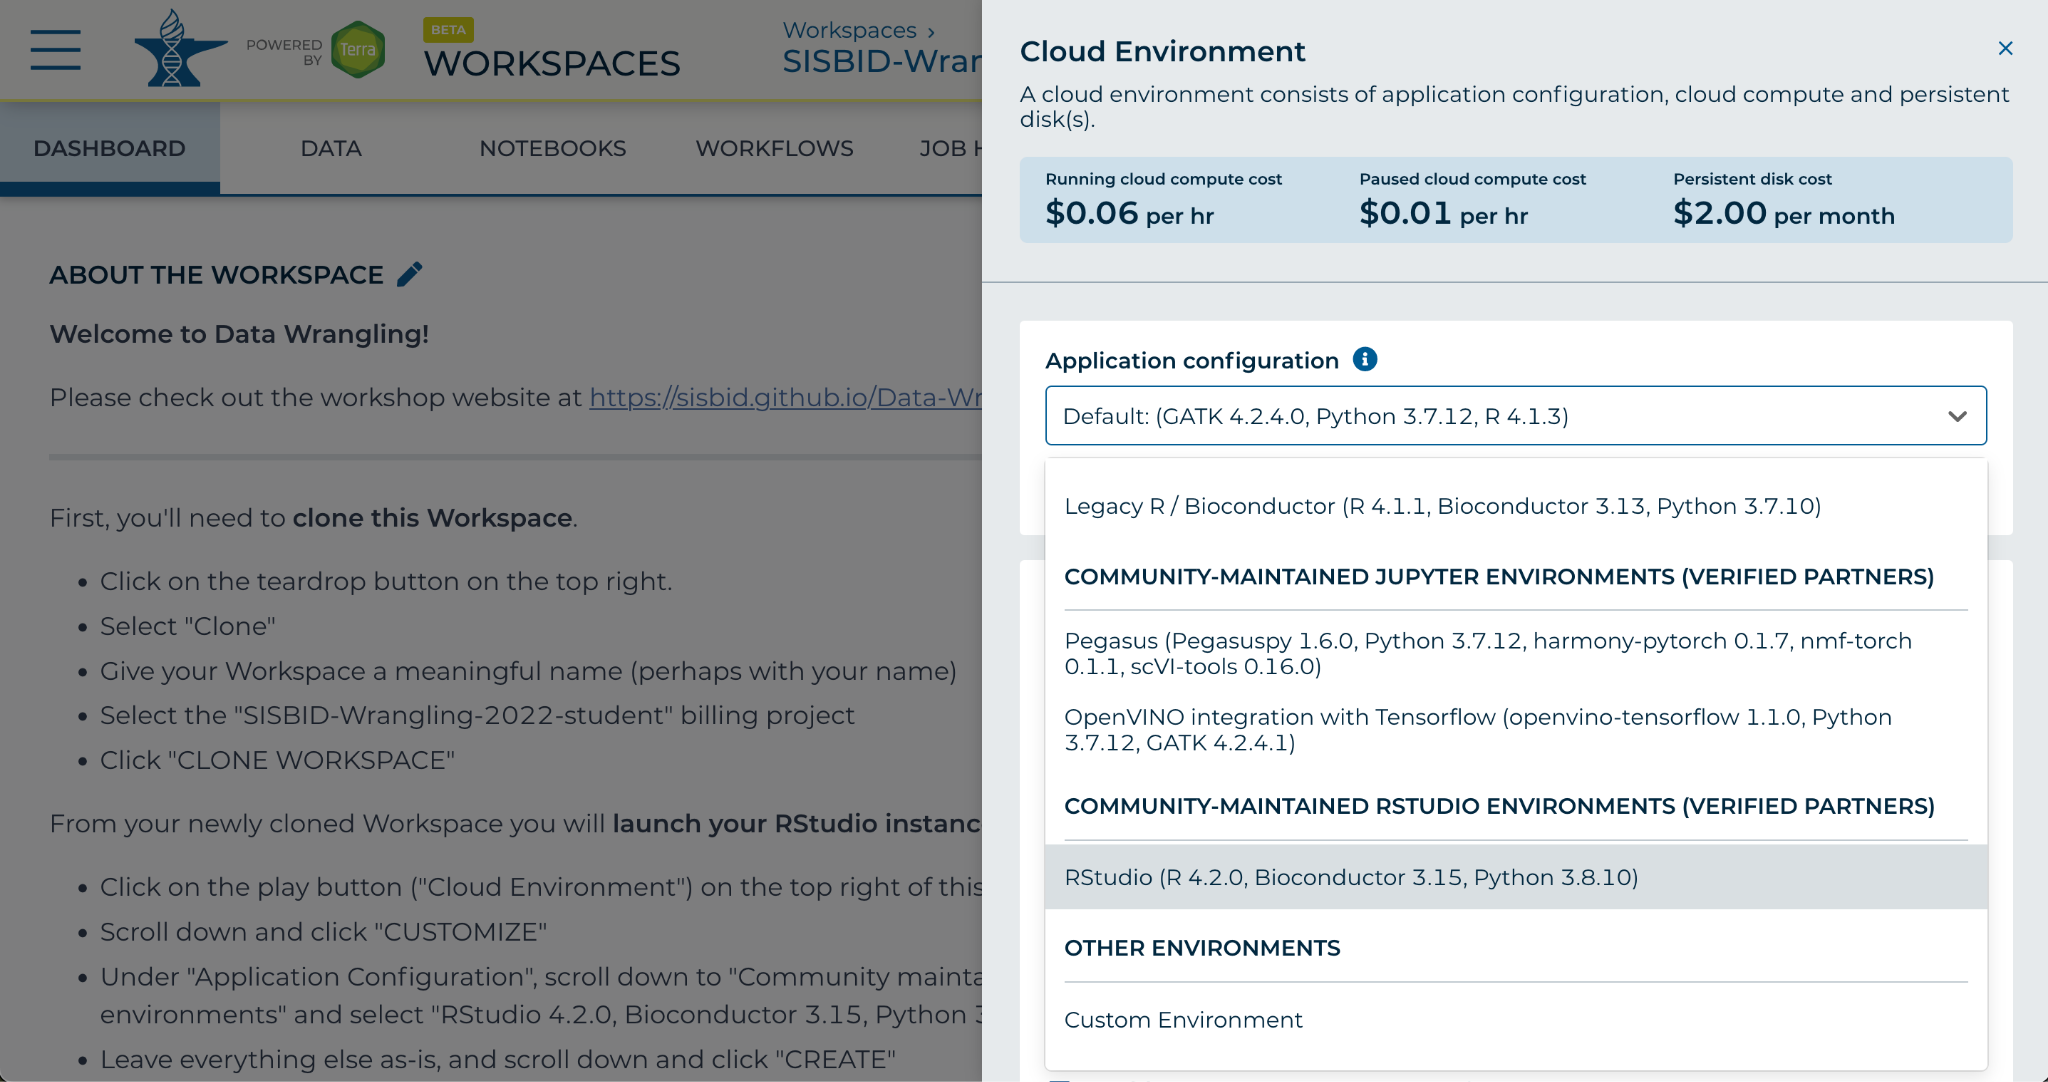 POWERED
BY
Terra
BETA
WORKSPACES
Workspaces ›
SISBID-Wran
DASHBOARD
DATA
NOTEBOOKS
WORKFLOWS
JOB H
ABOUT THE WORKSPACE
Welcome to Data Wrangling!
Please check out the workshop website at https://sisbid.github.io/Data-Wr
First, you'll need to clone this Workspace.
• Click on the teardrop button on the top right.
• Select "Clone"
• Give your Workspace a meaningful name (perhaps with your name)
• Select the "SISBID-Wrangling-2022-student" billing project
• Click "CLONE WORKSPACE"
From your newly cloned Workspace you will launch your RStudio instanc
• Click on the play button ("Cloud Environment") on the top right of this
• Scroll down and click "CUSTOMIZE"
• Under "Application Configuration", scroll down to "Community mainta
environments" and select "RStudio 4.2.0, Bioconductor 3.15, Python 3
• Leave everything else as-is, and scroll down and click "CREATE"
Cloud Environment
A cloud environment consists of application configuration, cloud compute and persistent
disk(s).
Running cloud compute cost
$0.06 per hr
Paused cloud compute cost
$0.01 per hr
Persistent disk cost
$2.00 per month
Application configuration
Default: (GATK 4.2.4.0, Python 3.7.12, R 4.1.3)
Legacy R / Bioconductor (R 4.1.1, Bioconductor 3.13, Python 3.7.10)
COMMUNITY-MAINTAINED JUPYTER ENVIRONMENTS (VERIFIED PARTNERS)
Pegasus (Pegasuspy 1.6.0, Python 3.7.12, harmony-pytorch 0.1.7, nmf-torch
0.1.1, scVI-tools 0.16.0)
OpenVINO integration with Tensorflow (openvino-tensorflow 1.1.0, Python
3.7.12, GATK 4.2.4.1)
COMMUNITY-MAINTAINED RSTUDIO ENVIRONMENTS (VERIFIED PARTNERS)
RStudio (R 4.2.0, Bioconductor 3.15, Python 3.8.10)
OTHER ENVIRONMENTS
Custom Environment